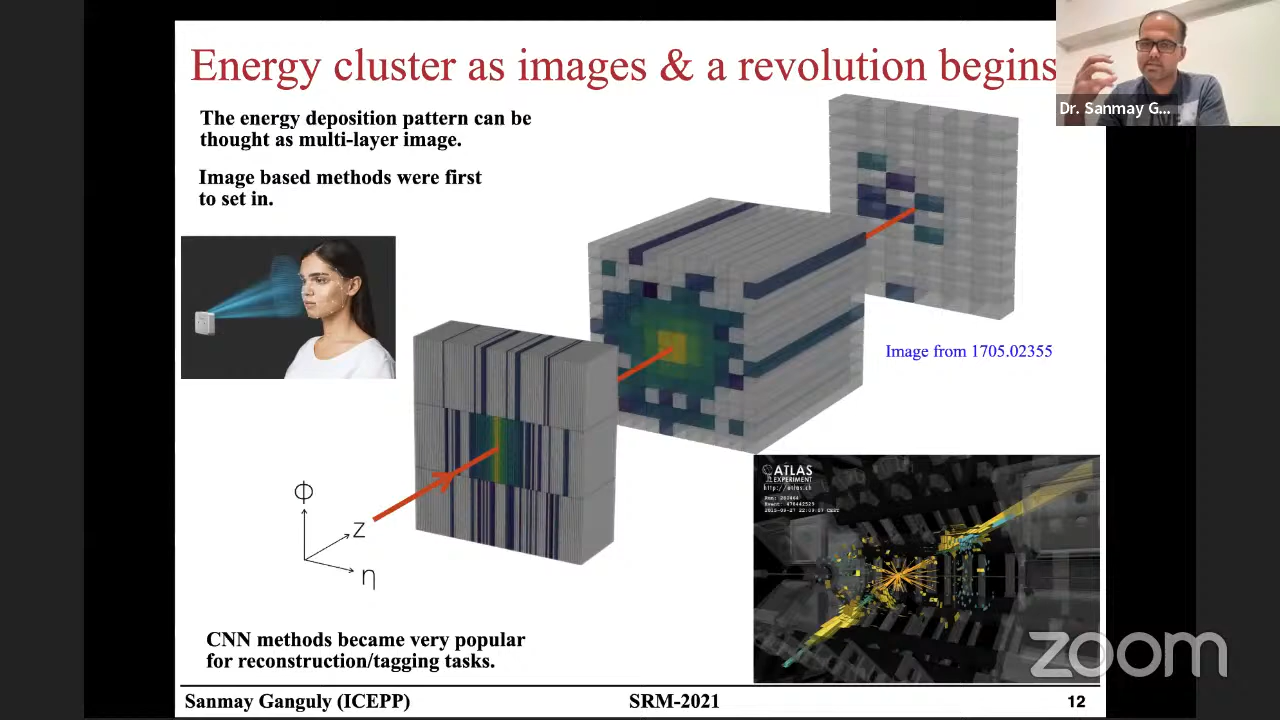 Energy cluster as images & a revolution begins
Dr. Sanmay G...
The energy deposition pattern can be
thought as multi-layer image.
Image based methods were first
to set in.
Image from 1705.02355
ATLAS
EXPERIMENT
http://atlas.ch
Φ
z
η
CNN methods became very popular
for reconstruction/tagging tasks.
zoom
Sanmay Ganguly (ICEPP)
SRM-2021
12